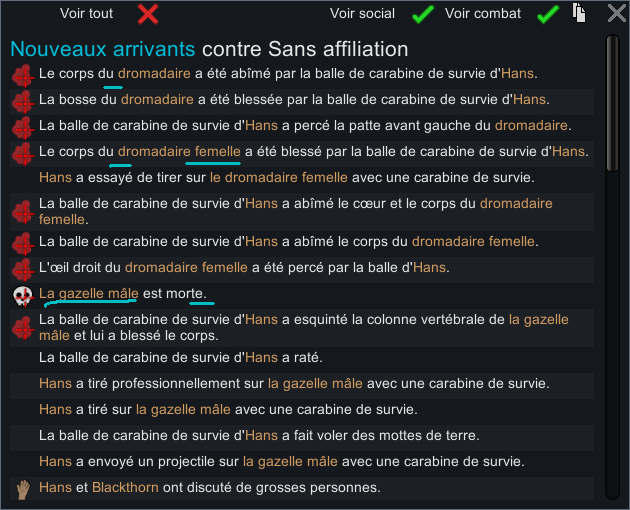 Voir tout Voir social Voir combat
Nouveaux arrivants contre Sans affiliation
Le corps du dromadaire a été abîmé par la balle de carabine de survie d'Hans.
La bosse du dromadaire a été blessée par la balle de carabine de survie d'Hans.
La balle de carabine de survie d'Hans a percé la patte avant gauche du dromadaire.
Le corps du dromadaire femelle a été blessé par la balle de carabine de survie d'Hans.
Hans a essayé de tirer sur le dromadaire femelle avec une carabine de survie.
La balle de carabine de survie d'Hans a abîmé le cœur et le corps du dromadaire
femelle.
La balle de carabine de survie d'Hans a abîmé le corps du dromadaire femelle.
L'œil droit du dromadaire femelle a été percé par la balle d'Hans.
La gazelle mâle est morte.
La balle de carabine de survie d'Hans a esquinté la colonne vertébrale de la gazelle
mâle et lui a blessé le corps.
La balle de carabine de survie d'Hans a raté.
Hans a tiré professionnellement sur la gazelle mâle avec une carabine de survie.
Hans a tiré sur la gazelle mâle avec une carabine de survie.
La balle de carabine de survie d'Hans a fait voler des mottes de terre.
Hans a envoyé un projectile sur la gazelle mâle avec une carabine de survie.
Hans et Blackthorn ont discuté de grosses personnes.